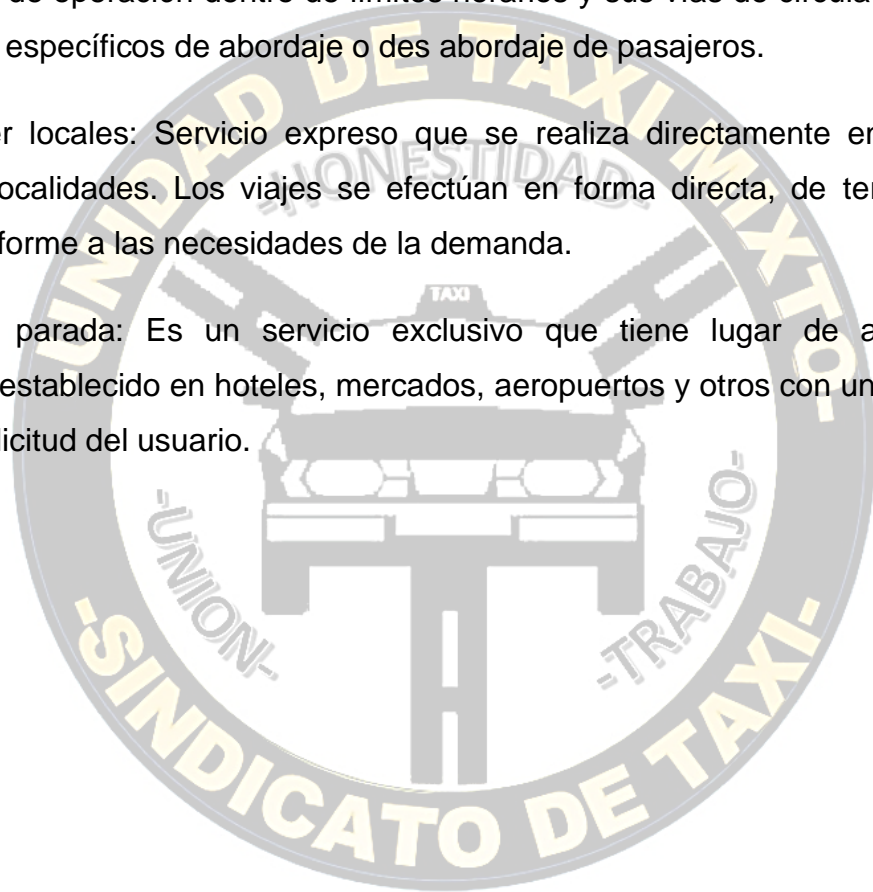 de operación dentro de límites horarios y sus vías de circula
específicos de abordaje o des abordaje de pasajeros.
er locales: Servicio expreso que se realiza directamente en
ocalidades. Los viajes se efectúan en forma directa, de ter
forme a las necesidades de la demanda.
parada: Es un servicio exclusivo que tiene lugar de a
establecido en hoteles, mercados, aeropuertos y otros con un
licitud del usuario.
UNIDAD DE TAXI MIXTO-
-HONESTIDAD-
TAXI
-UNION-
-TRABAJO-
-SINDICATO DE TAXI-